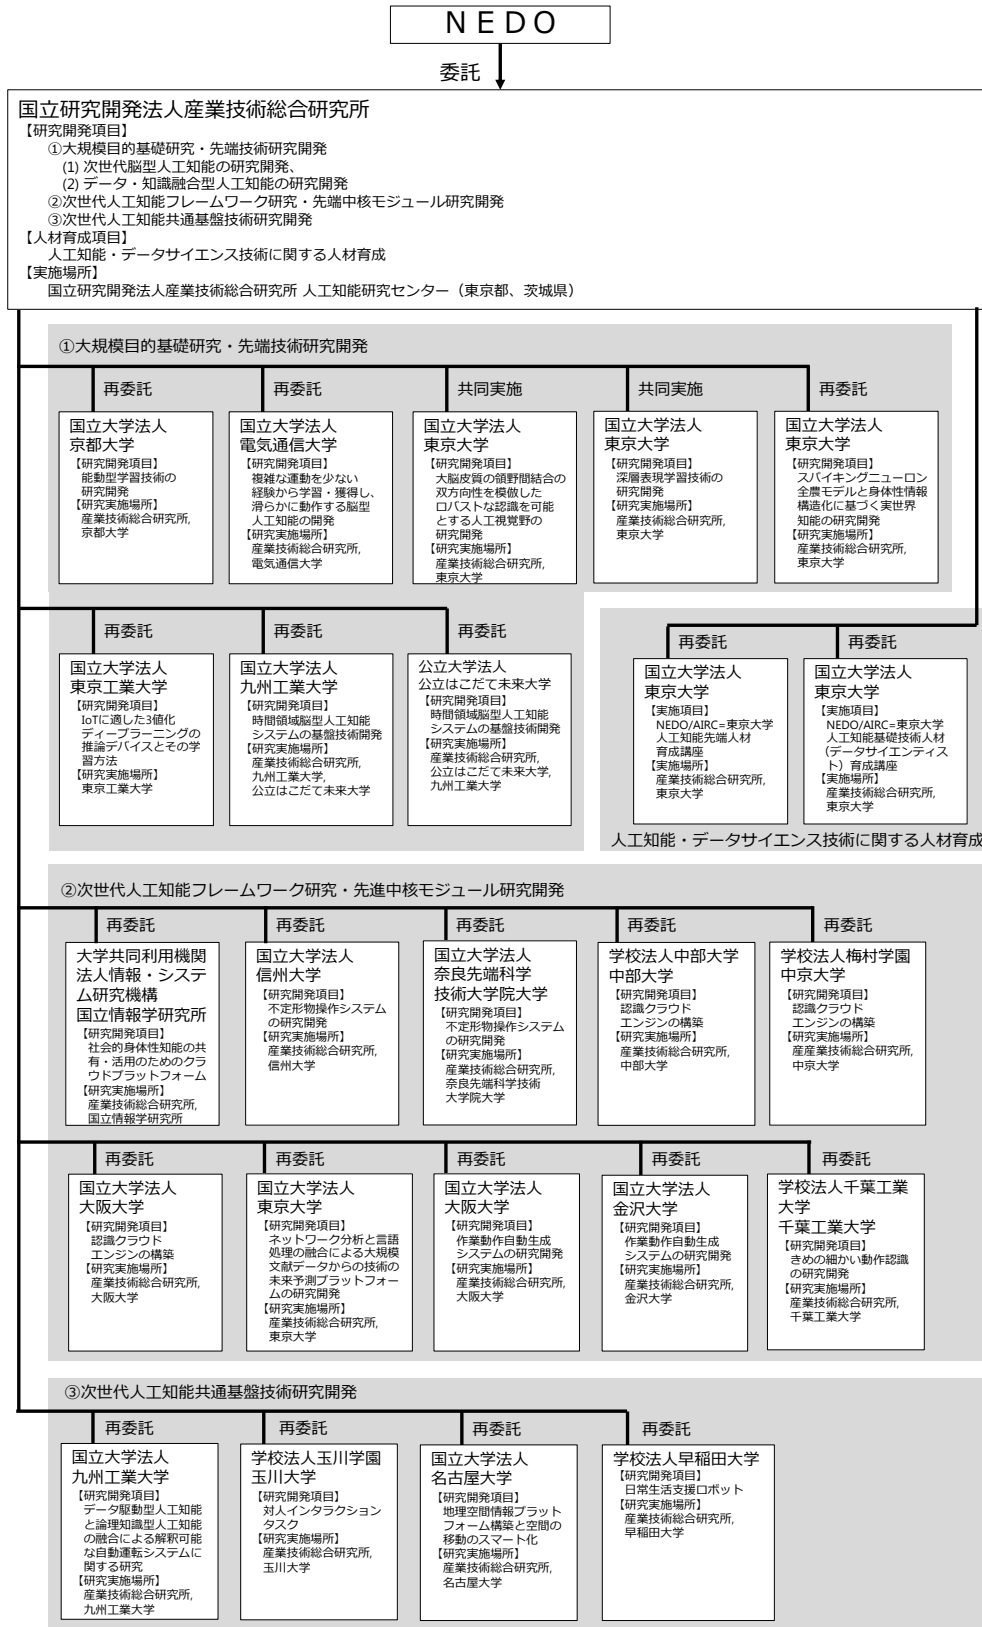 NEDO
委託
国立研究開発法人産業技術総合研究所
【研究開発項目】
①大規模目的基礎研究・先端技術研究開発
(1) 次世代脳型人工知能の研究開発、
(2) データ・知識融合型人工知能の研究開発
②次世代人工知能フレームワーク研究・先端中核モジュール研究開発
③次世代人工知能共通基盤技術研究開発
【人材育成項目】
人工知能・データサイエンス技術に関する人材育成
【実施場所】
国立研究開発法人産業技術総合研究所 人工知能研究センター（東京都、茨城県）
①大規模目的基礎研究・先端技術研究開発
再委託
国立大学法人
京都大学
【研究開発項目】
能動型学習技術の
研究開発
【研究実施場所】
産業技術総合研究所,
京都大学
再委託
国立大学法人
電気通信大学
【研究開発項目】
複雑な運動を少ない
経験から学習・獲得し、
滑らかに動作する脳型
人工知能の開発
【研究実施場所】
産業技術総合研究所,
電気通信大学
共同実施
国立大学法人
東京大学
【研究開発項目】
大脳皮質の領野間結合の
双方向性を模倣した
ロバストな認識を可能
とする人工視覚野の
研究開発
【研究実施場所】
産業技術総合研究所,
東京大学
共同実施
国立大学法人
東京大学
【研究開発項目】
深層表現学習技術の
研究開発
【研究実施場所】
産業技術総合研究所,
東京大学
再委託
国立大学法人
東京大学
【研究開発項目】
スパイキングニューロン
全農モデルと身体性情報
構造化に基づく実世界
知能の研究開発
【研究実施場所】
産業技術総合研究所,
東京大学
再委託
国立大学法人
東京工業大学
【研究開発項目】
IoTに適した3値化
ディープラーニングの
推論デバイスとその学
習方法
【研究実施場所】
東京工業大学
再委託
国立大学法人
九州工業大学
【研究開発項目】
時間領域脳型人工知能
システムの基盤技術開発
【研究実施場所】
産業技術総合研究所,
九州工業大学,
公立はこだて未来大学
再委託
公立大学法人
公立はこだて未来大学
【研究開発項目】
時間領域脳型人工知能
システムの基盤技術開発
【研究実施場所】
産業技術総合研究所,
公立はこだて未来大学,
九州工業大学
再委託
国立大学法人
東京大学
【実施項目】
NEDO/AIRC=東京大学
人工知能先端人材
育成講座
【実施場所】
産業技術総合研究所,
東京大学
再委託
国立大学法人
東京大学
【実施項目】
NEDO/AIRC=東京大学
人工知能基礎技術人材
（データサイエンティス
ト）育成講座
【実施場所】
産業技術総合研究所,
東京大学
人工知能・データサイエンス技術に関する人材育成
②次世代人工知能フレームワーク研究・先進中核モジュール研究開発
再委託
大学共同利用機関
法人情報・システ
ム研究機構
国立情報学研究所
【研究開発項目】
社会的身体性知能の共
有・活用のためのクラ
ウドプラットフォーム
【研究実施場所】
産業技術総合研究所,
国立情報学研究所
再委託
国立大学法人
信州大学
【研究開発項目】
不定形物操作システム
の研究開発
【研究実施場所】
産業技術総合研究所,
信州大学
再委託
国立大学法人
奈良先端科学
技術大学院大学
【研究開発項目】
不定形物操作システム
の研究開発
【研究実施場所】
産業技術総合研究所,
奈良先端科学技術
大学院大学
再委託
学校法人中部大学
中部大学
【研究開発項目】
認識クラウド
エンジンの構築
【研究実施場所】
産業技術総合研究所,
中部大学
再委託
学校法人梅村学園
中京大学
【研究開発項目】
認識クラウド
エンジンの構築
【研究実施場所】
産産業技術総合研究所,
中京大学
再委託
国立大学法人
大阪大学
【研究開発項目】
認識クラウド
エンジンの構築
【研究実施場所】
産業技術総合研究所,
大阪大学
再委託
国立大学法人
東京大学
【研究開発項目】
ネットワーク分析と言語
処理の融合による大規模
文献データからの技術の
未来予測プラットフォー
ムの研究開発
【研究実施場所】
産業技術総合研究所,
東京大学
再委託
国立大学法人
大阪大学
【研究開発項目】
作業動作自動生成
システムの研究開発
【研究実施場所】
産業技術総合研究所,
大阪大学
再委託
国立大学法人
金沢大学
【研究開発項目】
作業動作自動生成
システムの研究開発
【研究実施場所】
産業技術総合研究所,
金沢大学
再委託
学校法人千葉工業
大学
千葉工業大学
【研究開発項目】
きめの細かい動作認識
の研究開発
【研究実施場所】
産業技術総合研究所,
千葉工業大学
③次世代人工知能共通基盤技術研究開発
再委託
国立大学法人
九州工業大学
【研究開発項目】
データ駆動型人工知能
と論理知識型人工知能
の融合による解釈可能
な自動運転システムに
関する研究
【研究実施場所】
産業技術総合研究所,
九州工業大学
再委託
学校法人玉川学園
玉川大学
【研究開発項目】
対人インタラクション
タスク
【研究実施場所】
産業技術総合研究所,
玉川大学
再委託
国立大学法人
名古屋大学
【研究開発項目】
地理空間情報プラット
フォーム構築と空間の
移動のスマート化
【研究実施場所】
産業技術総合研究所,
名古屋大学
再委託
学校法人早稲田大学
【研究開発項目】
日常生活支援ロボット
【研究実施場所】
産業技術総合研究所,
早稲田大学